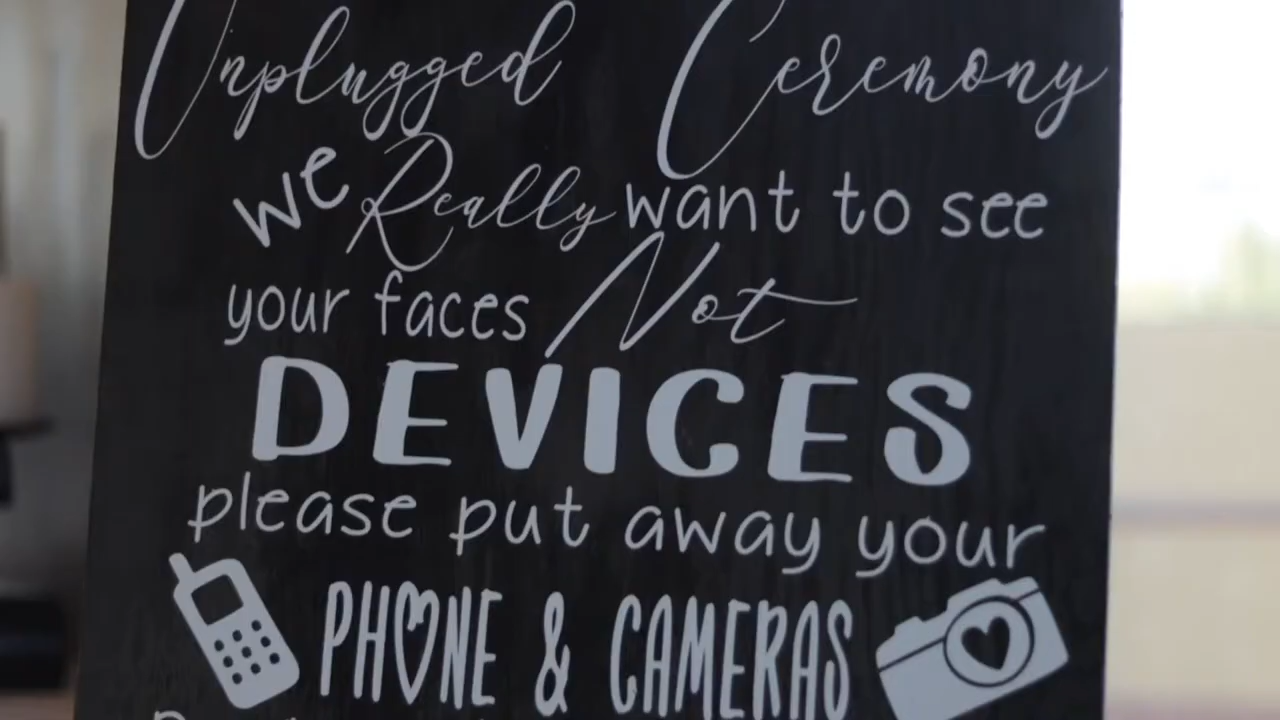 Unplugged Ceremony
we Really want to see
your faces Not
DEVICES
please put away your
PHONE & CAMERAS